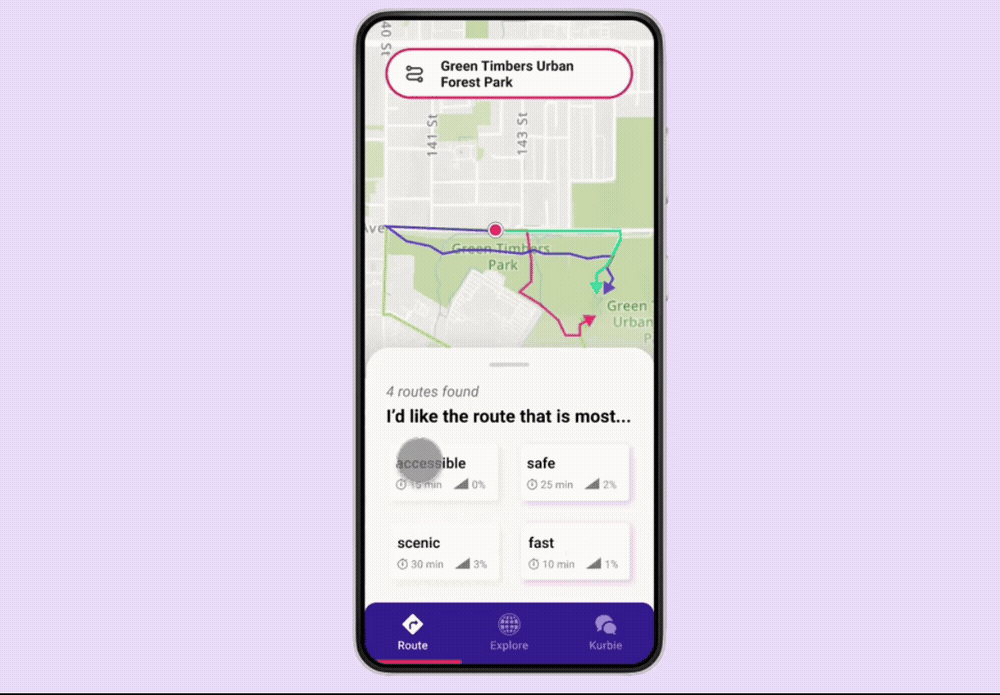 40 St
Green Timbers Urban
Forest Park
141 St
143 St
Ave
Green Timbers
Park
Green
Urban
P
4 routes found
I'd like the route that is most...
accessible
15 min 0%
safe
25 min 2%
scenic
30 min 3%
fast
10 min 1%
Route
Explore
Kurbie